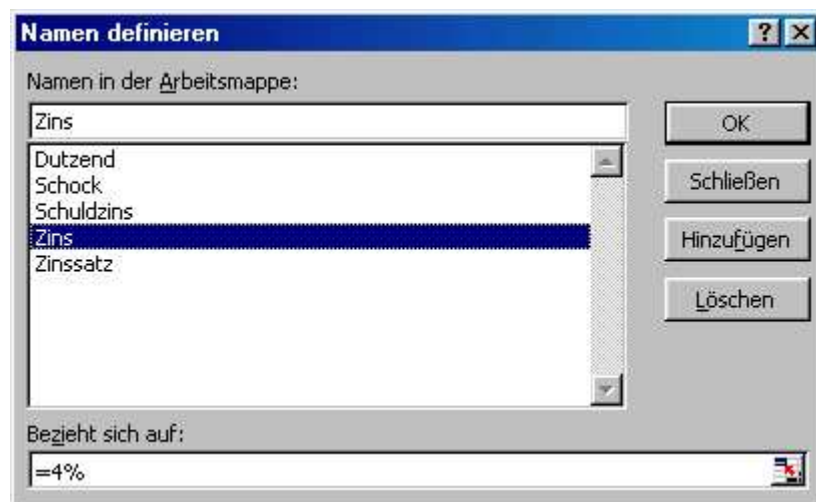 Namen definieren
Namen in der Arbeitsmappe:
Zins
OK
Dutzend
Schock
Schuldzins
Zins
Zinssatz
Schließen
Hinzufügen
Löschen
Bezieht sich auf:
=4%